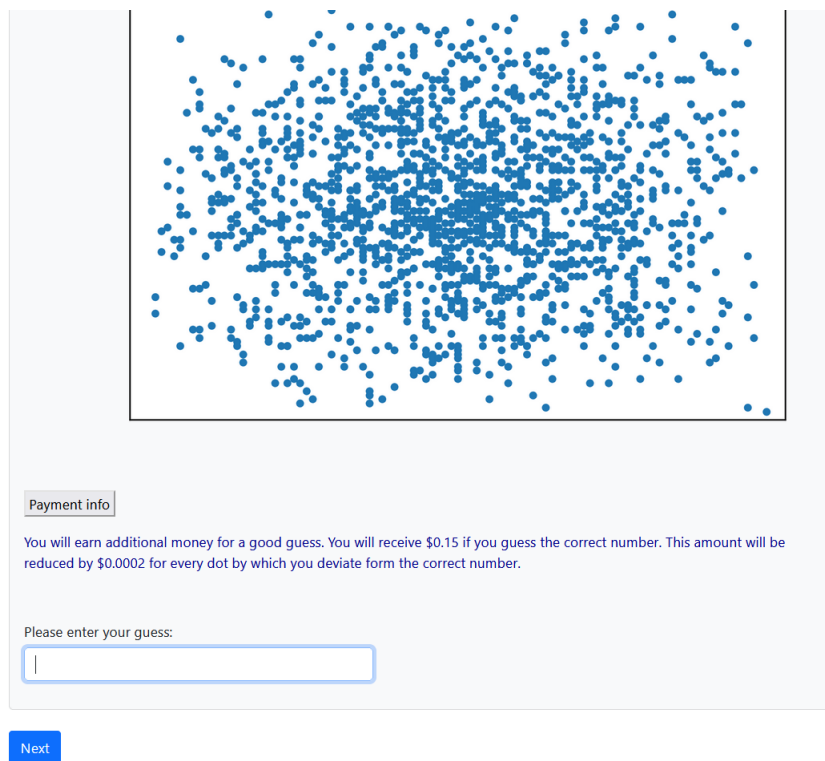 Payment info
You will earn additional money for a good guess. You will receive $0.15 if you guess the correct number. This amount will be
reduced by $0.0002 for every dot by which you deviate form the correct number.
Please enter your guess:
Next